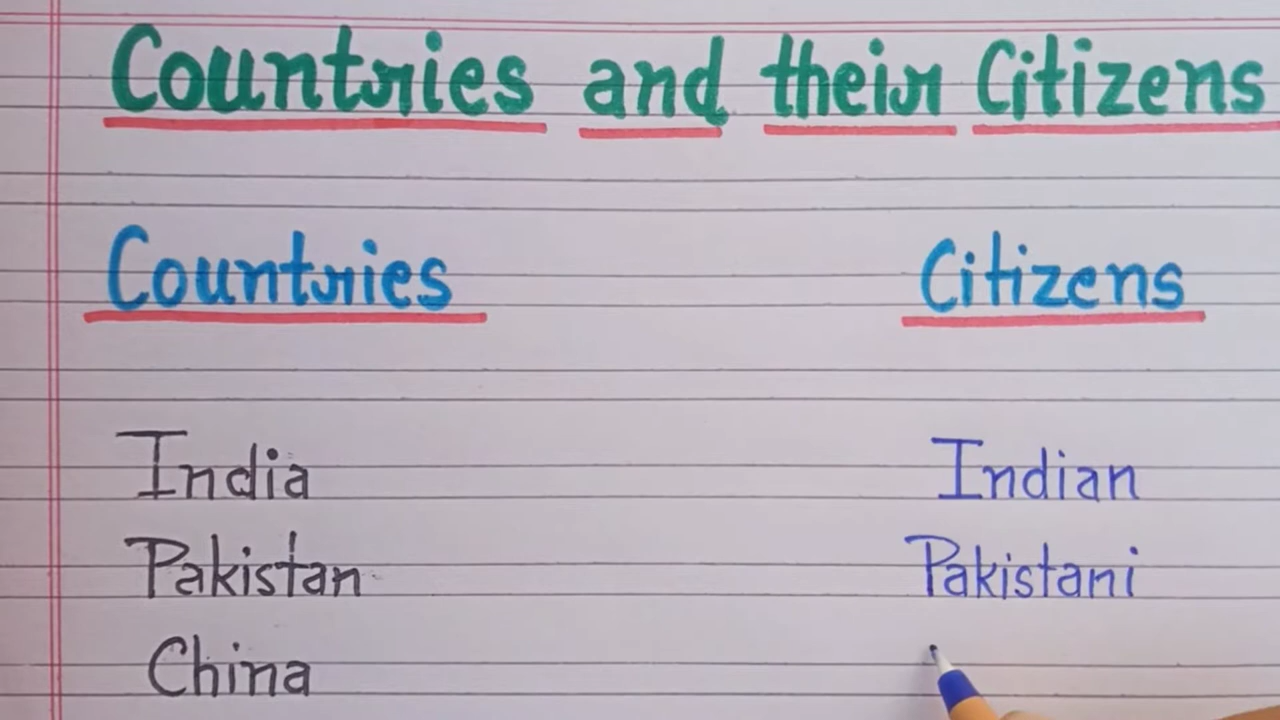 Countries and their Citizens
Countries Citizens
India Indian
Pakistan Pakistani
China